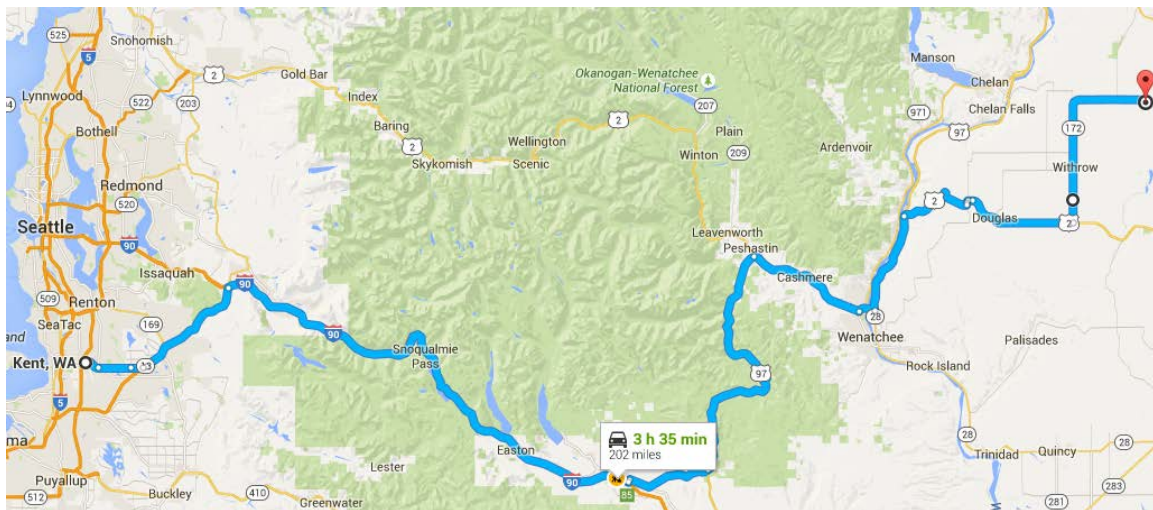 525
Snohomish
5
2
Gold Bar
Lynnwood
522
203
Index
Bothell
Baring
2
Skykomish
Wellington
Scenic
2
Okanogan-Wenatchee
National Forest
207
Plain
Winton
209
Manson
Chelan
971
Chelan Falls
97
Ardenvoir
172
Withrow
2
Douglas
2
Redmond
520
Seattle
90
Issaquah
90
Leavenworth
Peshastin
Cashmere
509
Renton
SeaTac
169
90
28
Wenatchee
Palisades
Kent, WA
Snoqualmie
Pass
97
Rock Island
5
3 h 35 min
202 miles
Easton
90
85
28
Trinidad
Quincy
28
281
283
Lester
Puyallup
512
Buckley
410
Greenwater